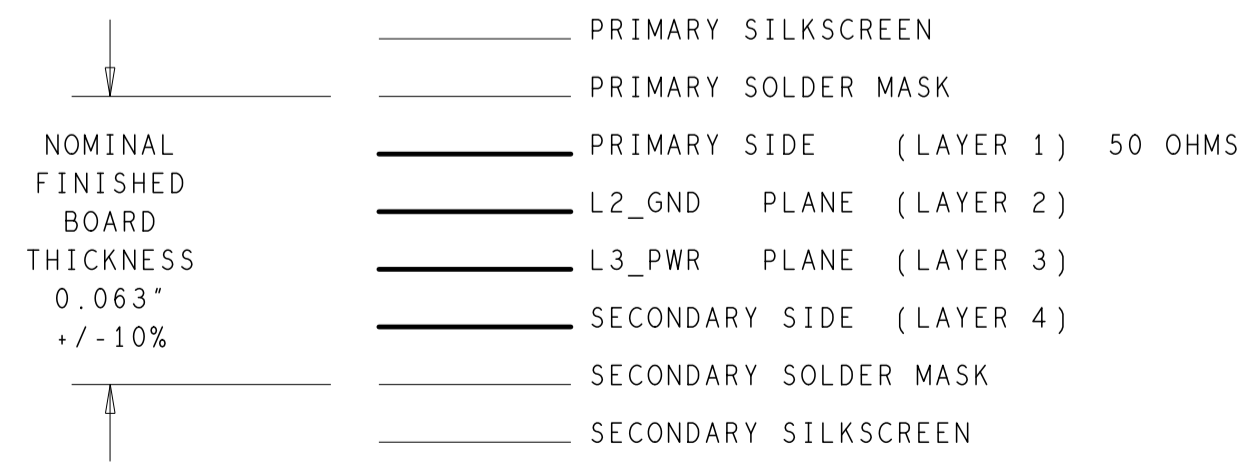 PRIMARY SILKSCREEN
PRIMARY SOLDER MASK
PRIMARY SIDE (LAYER 1) 50 OHMS
L2_GND PLANE (LAYER 2)
L3_PWR PLANE (LAYER 3)
SECONDARY SIDE (LAYER 4)
SECONDARY SOLDER MASK
SECONDARY SILKSCREEN
NOMINAL
FINISHED
BOARD
THICKNESS
0.063"
+/-10%